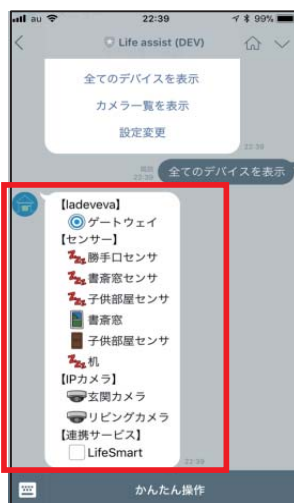 au 22:39 99%
Life assist (DEV)
全てのデバイスを表示
カメラ一覧を表示
設定変更
22:39
既読
22:39
全てのデバイスを表示
【ladeveva】
ゲートウェイ
【センサー】
勝手口センサ
書斎窓センサ
子供部屋センサ
書斎窓
子供部屋センサ
机
【IPカメラ】
玄関カメラ
リビングカメラ
【連携サービス】
LifeSmart
22:39
かんたん操作